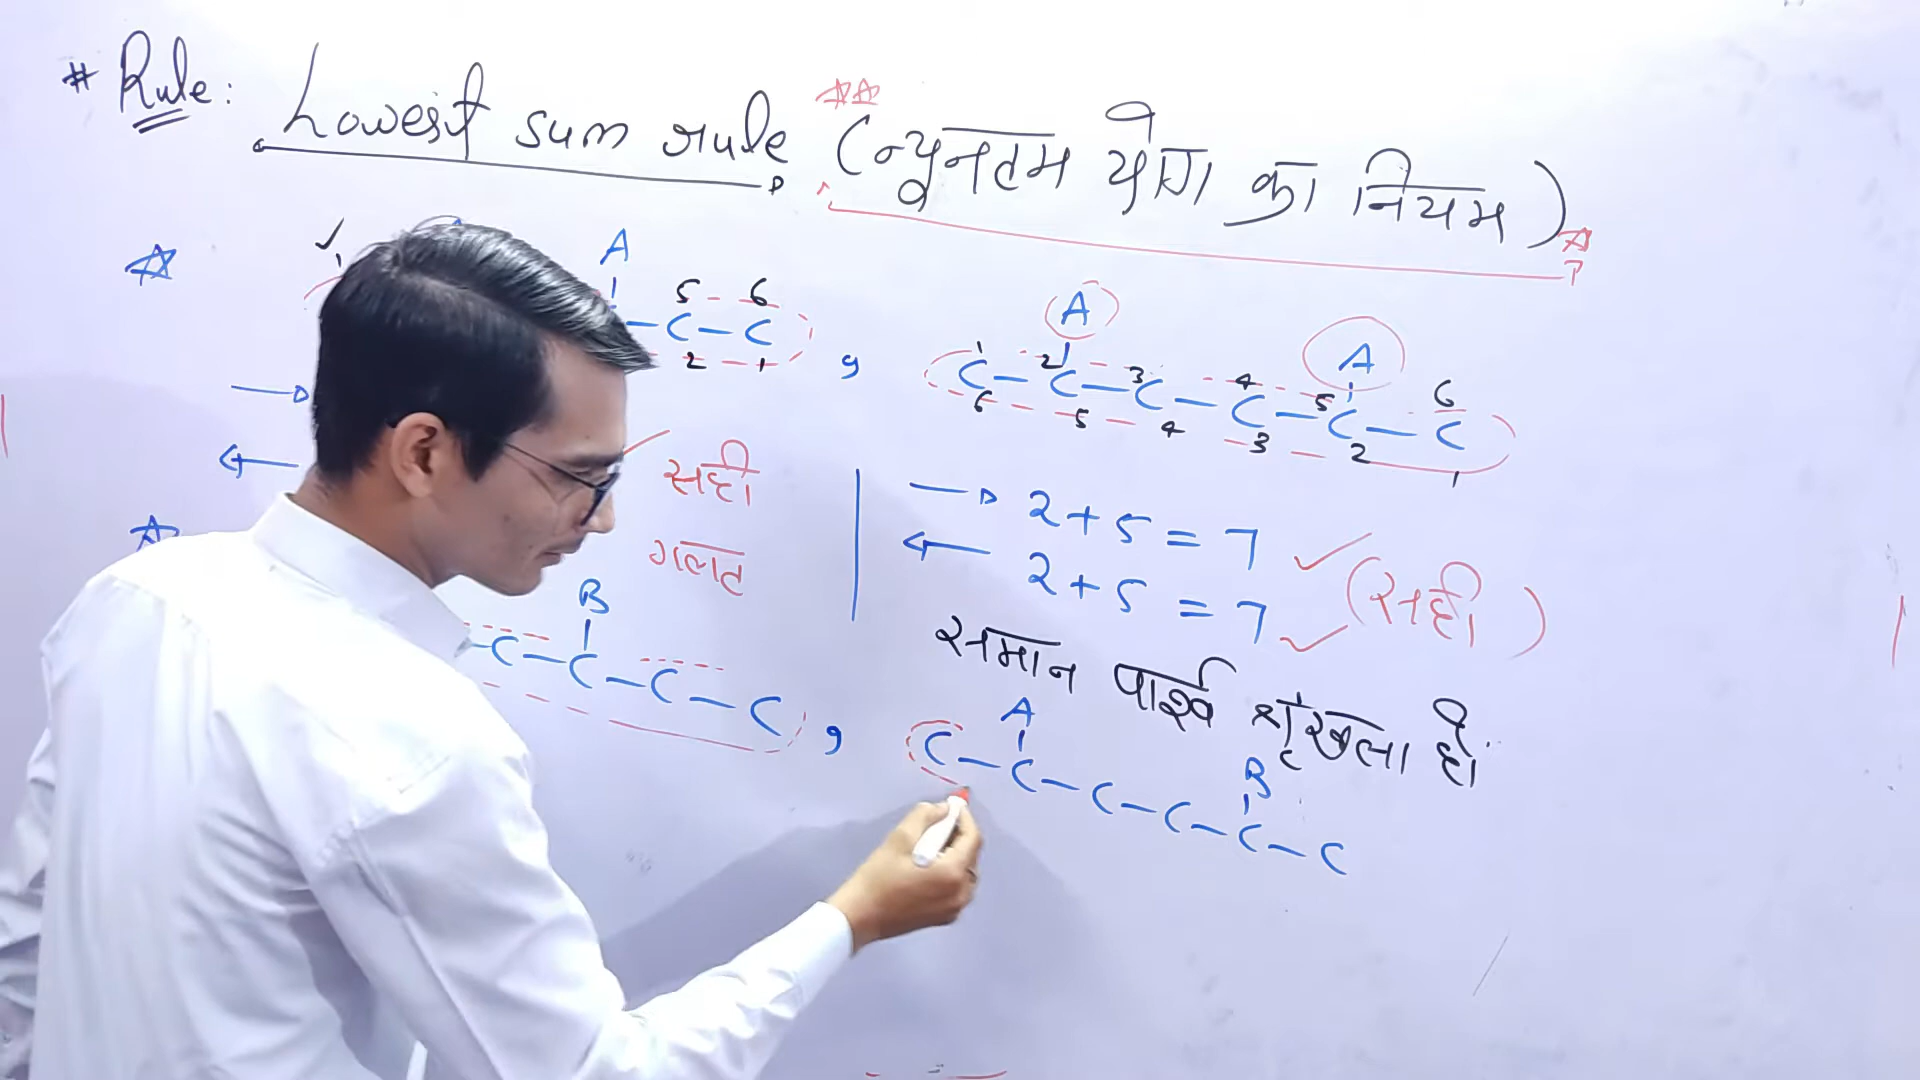 # Rule: Lowest sum rule (न्यूनतम योग का नियम)
A
5 6
C — C
2 1
,
A A
1 2 3 4 5 6
C — C — C — C — C — C
6 5 4 3 2 1
सही
गलत
→ 2 + 5 = 7 ✓
← 2 + 5 = 7 ✓ (सही)
समान पार्श्व श्रृंखला है।
B
— C — C — C — C ,
A B
C — C — C — C — C — C